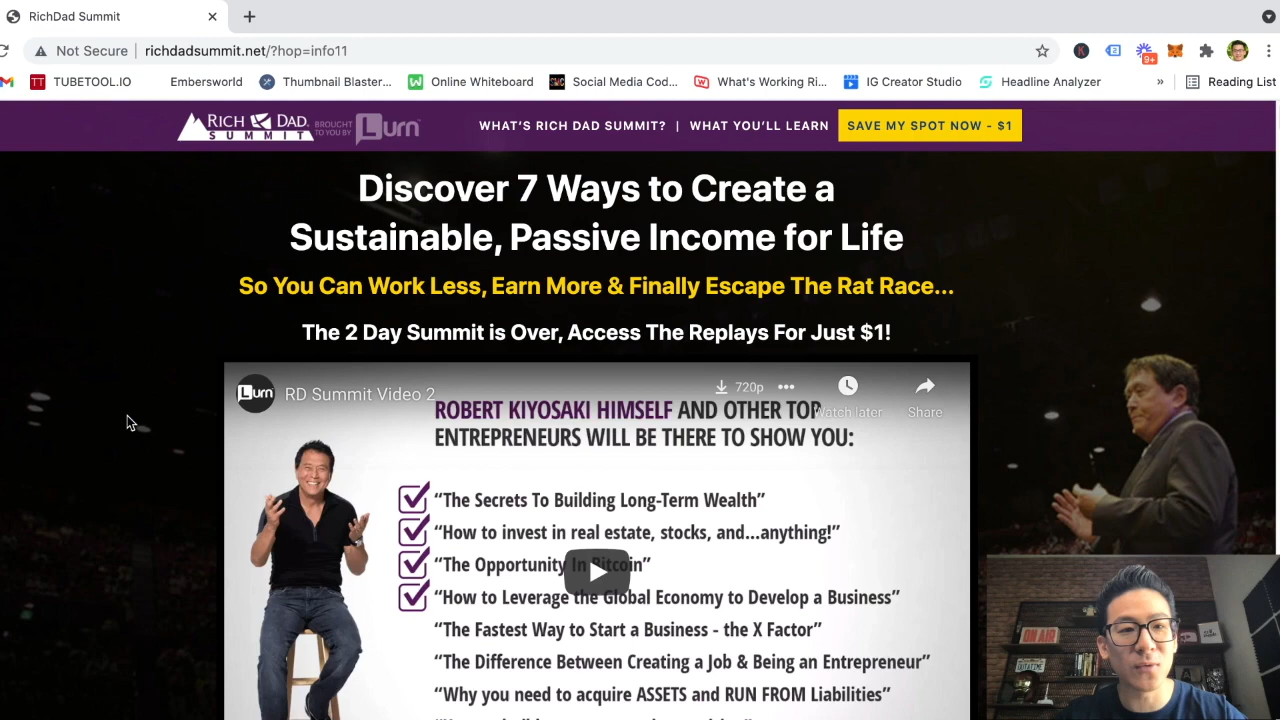 RichDad Summit
Not Secure richdadsummit.net/?hop=info11
9+
TUBETOOL.IO Embersworld Thumbnail Blaster... Online Whiteboard Social Media Cod... What's Working Ri... IG Creator Studio Headline Analyzer » Reading List
RICH DAD SUMMIT BROUGHT TO YOU BY Lurn WHAT'S RICH DAD SUMMIT? | WHAT YOU'LL LEARN SAVE MY SPOT NOW - $1
Discover 7 Ways to Create a
Sustainable, Passive Income for Life
So You Can Work Less, Earn More & Finally Escape The Rat Race...
The 2 Day Summit is Over, Access The Replays For Just $1!
Lurn RD Summit Video 2 720p Watch later Share
ROBERT KIYOSAKI HIMSELF AND OTHER TOP
ENTREPRENEURS WILL BE THERE TO SHOW YOU:
“The Secrets To Building Long-Term Wealth”
“How to invest in real estate, stocks, and...anything!”
“The Opportunity In Bitcoin”
“How to Leverage the Global Economy to Develop a Business”
“The Fastest Way to Start a Business - the X Factor”
“The Difference Between Creating a Job & Being an Entrepreneur”
“Why you need to acquire ASSETS and RUN FROM Liabilities”
ON AIR